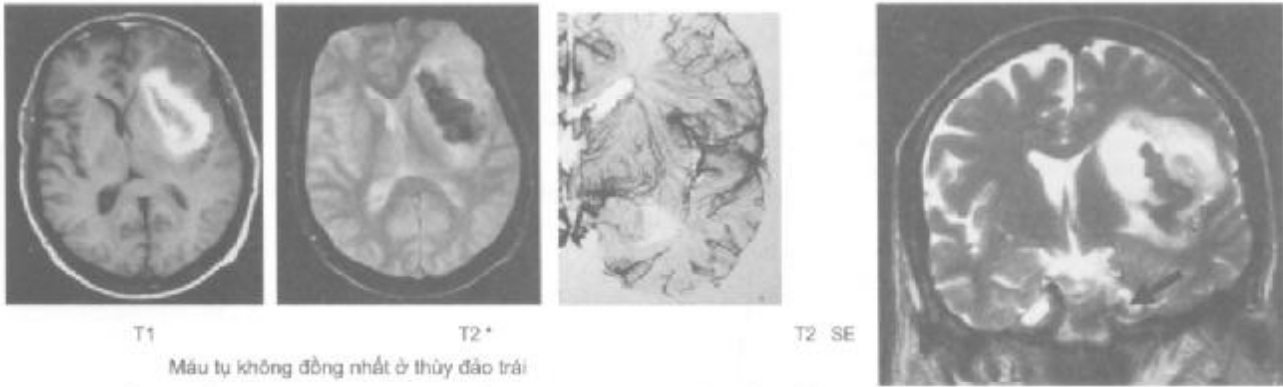 T1
T2 *
T2 SE
Máu tụ không đồng nhất ở thùy đảo trái